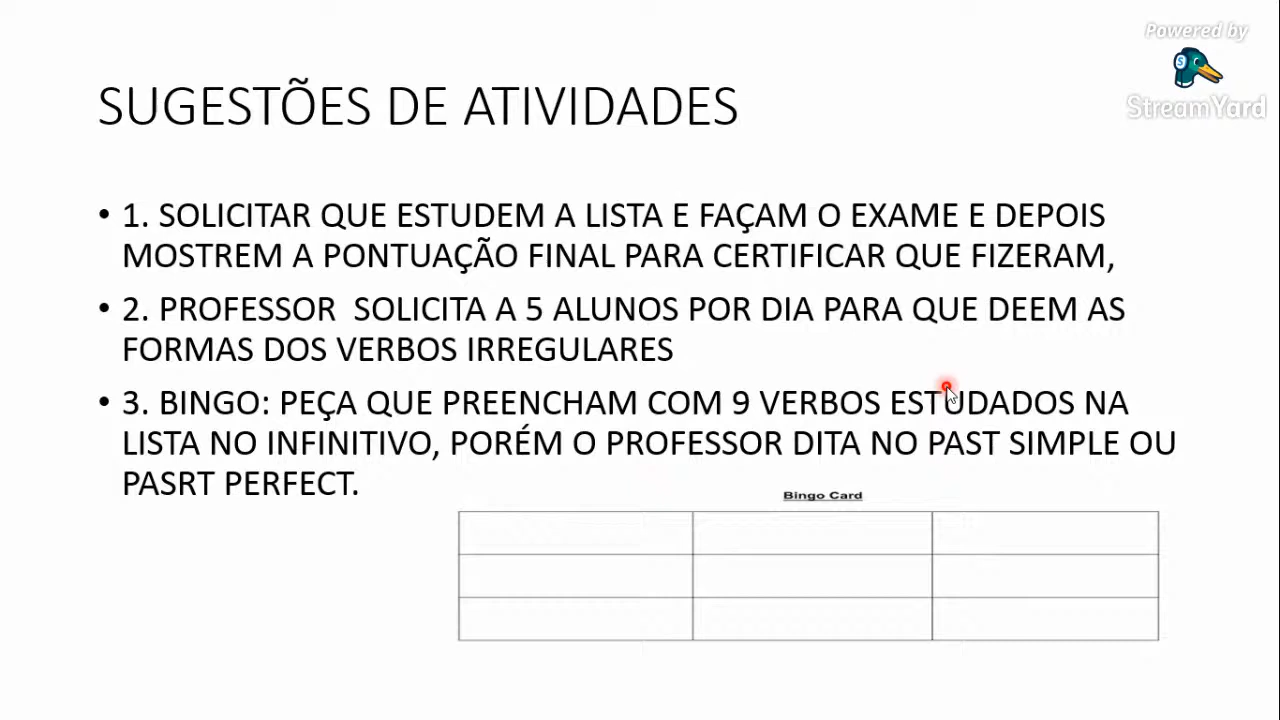 Powered by
StreamYard
SUGESTÕES DE ATIVIDADES
• 1. SOLICITAR QUE ESTUDEM A LISTA E FAÇAM O EXAME E DEPOIS
MOSTREM A PONTUAÇÃO FINAL PARA CERTIFICAR QUE FIZERAM,
• 2. PROFESSOR  SOLICITA A 5 ALUNOS POR DIA PARA QUE DEEM AS
FORMAS DOS VERBOS IRREGULARES
• 3. BINGO: PEÇA QUE PREENCHAM COM 9 VERBOS ESTUDADOS NA
LISTA NO INFINITIVO, PORÉM O PROFESSOR DITA NO PAST SIMPLE OU
PASRT PERFECT.
Bingo Card